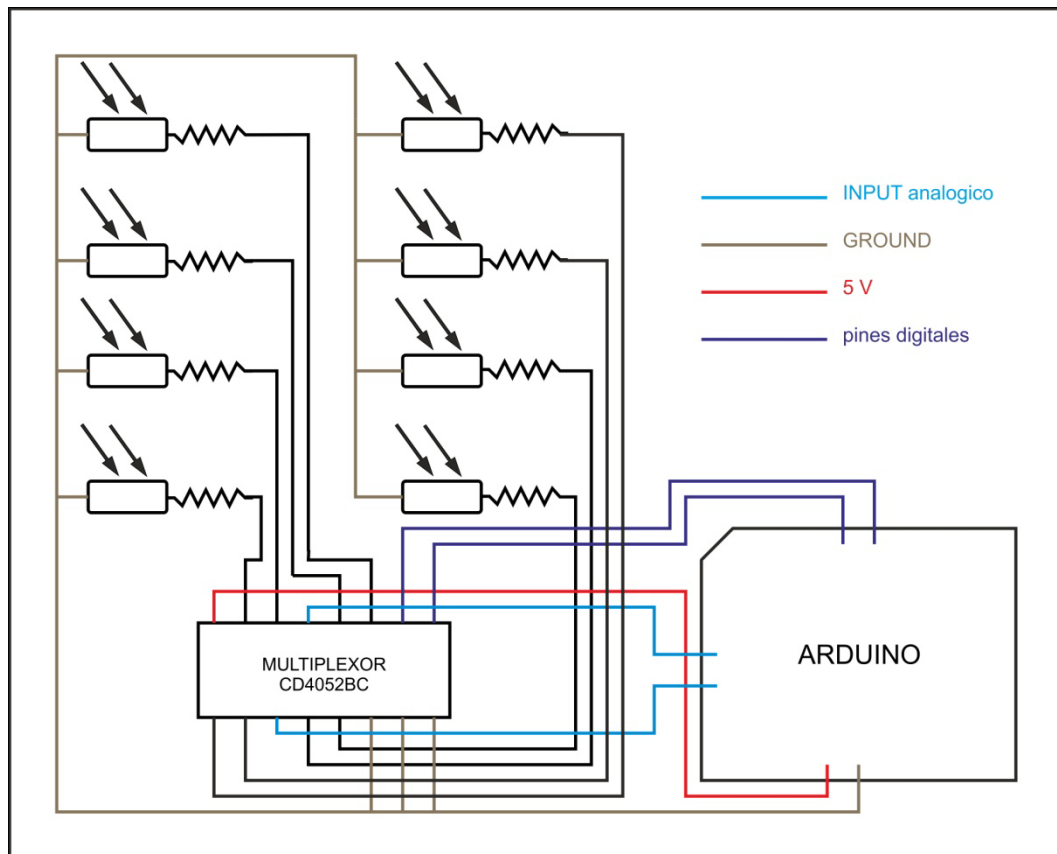 INPUT analogico
GROUND
5 V
pines digitales
MULTIPLEXOR
CD4052BC
ARDUINO